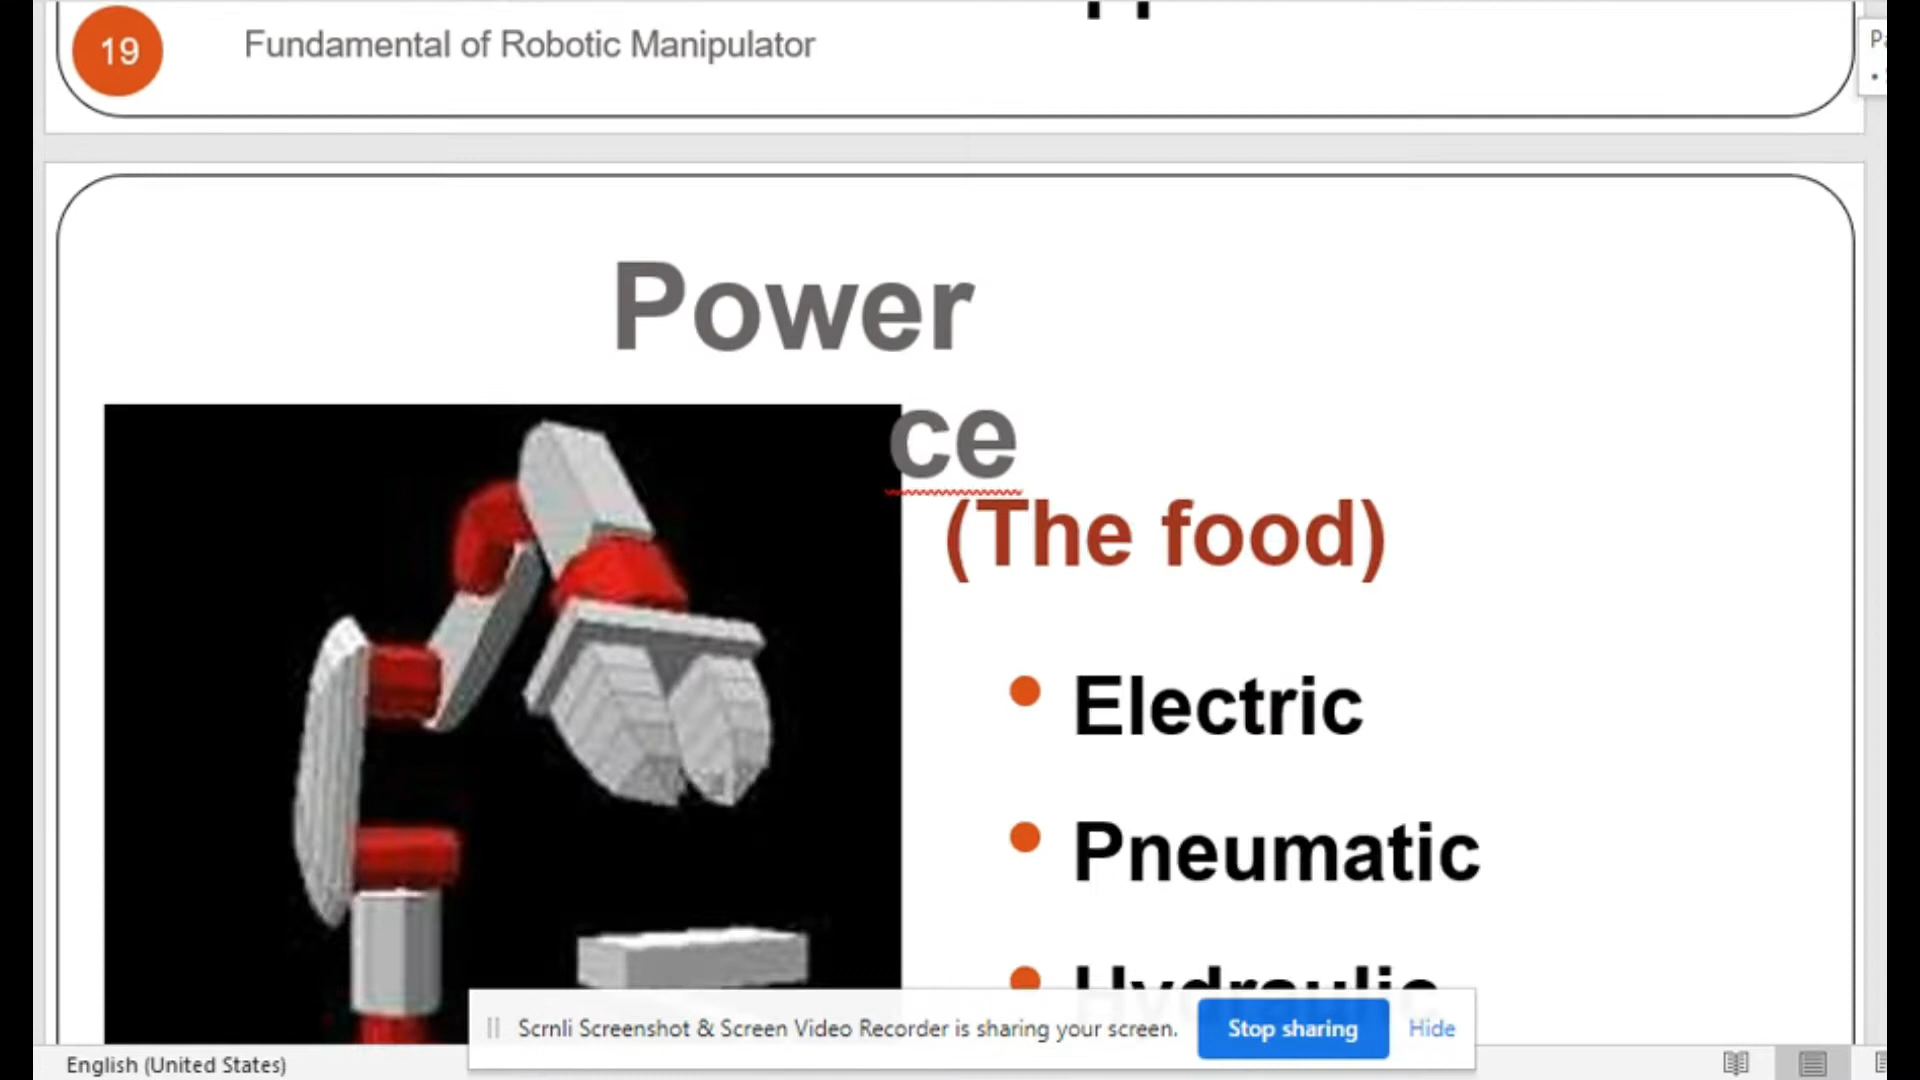 19
Fundamental of Robotic Manipulator
Power
ce
(The food)
• Electric
• Pneumatic
• Hydraulic
Scrnli Screenshot & Screen Video Recorder is sharing your screen.
Stop sharing
Hide
English (United States)